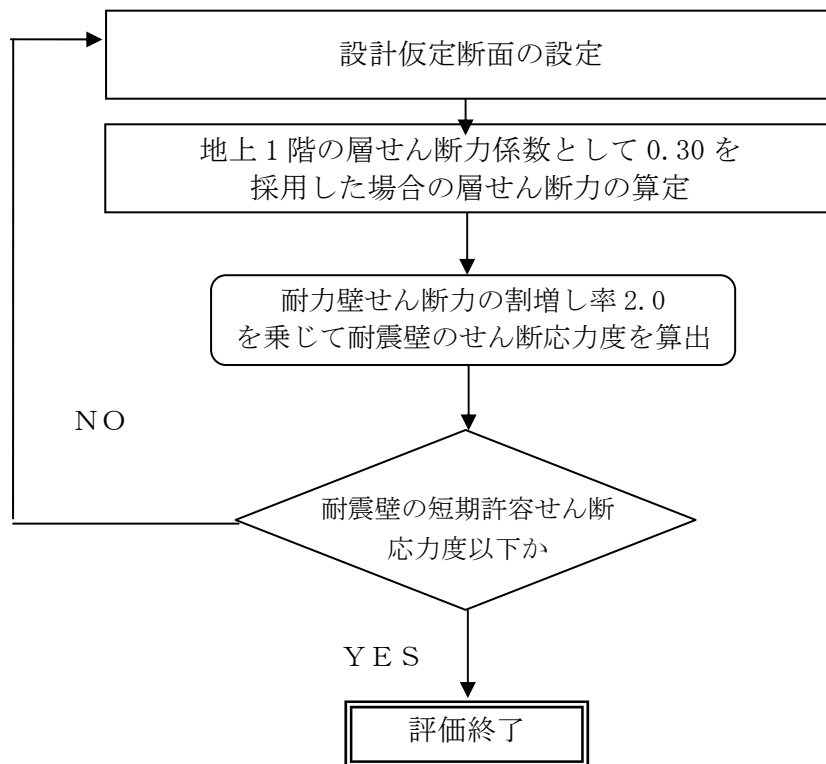 設計仮定断面の設定
地上1階の層せん断力係数として0.30を
採用した場合の層せん断力の算定
耐力壁せん断力の割増し率2.0
を乗じて耐震壁のせん断応力度を算出
NO
耐震壁の短期許容せん断
応力度以下か
YES
評価終了